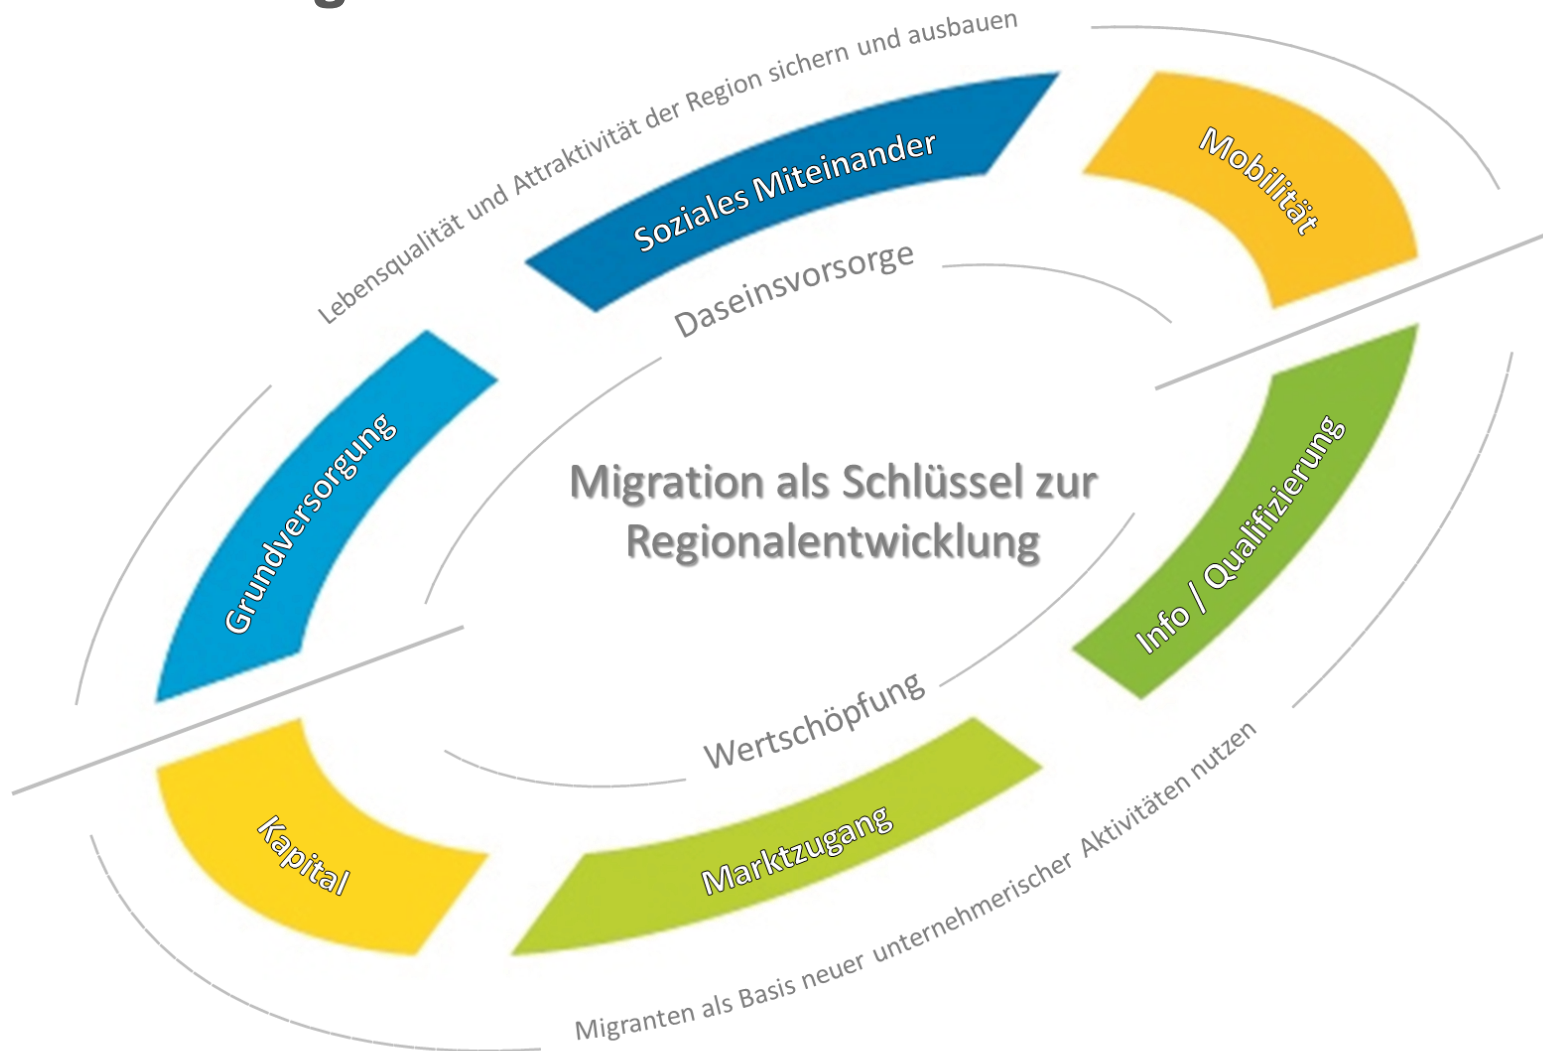 Lebensqualität und Attraktivität der Region sichern und ausbauen
Soziales Miteinander
Mobilität
Daseinsvorsorge
Grundversorgung
Migration als Schlüssel zur
Regionalentwicklung
Info / Qualifizierung
Wertschöpfung
Kapital
Marktzugang
Migranten als Basis neuer unternehmerischer Aktivitäten nutzen